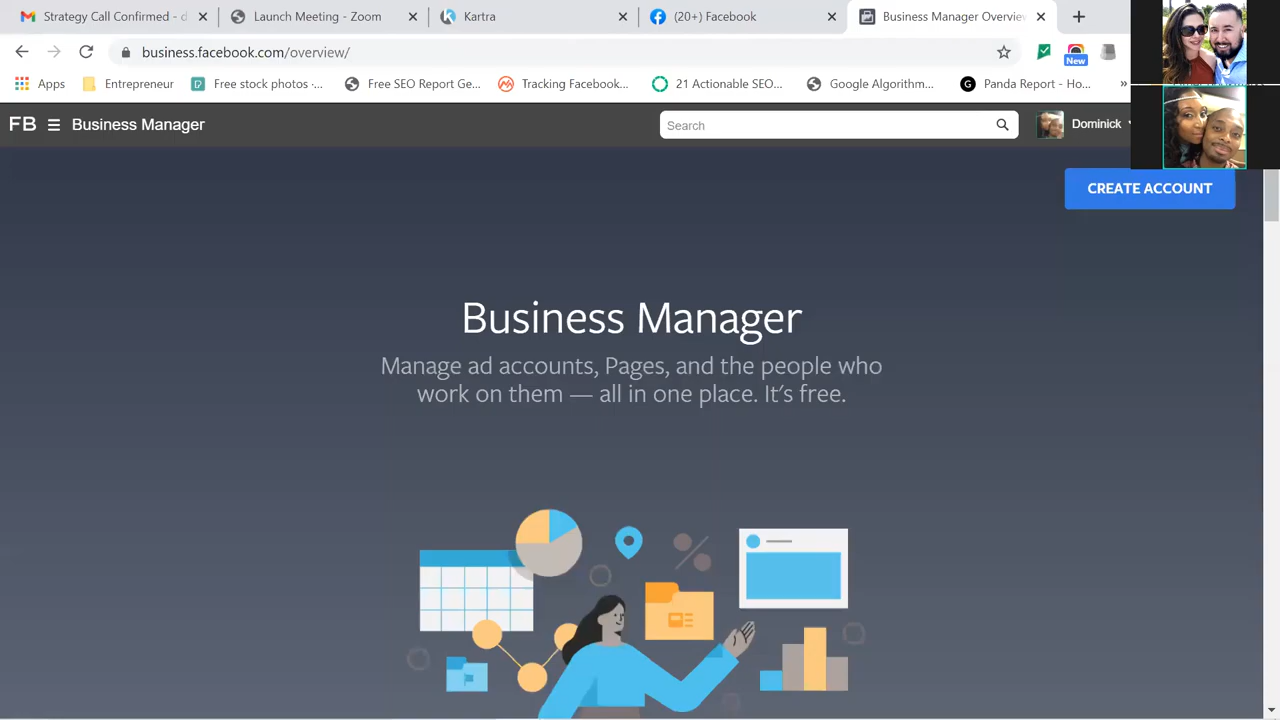 Strategy Call Confirmed - d
Launch Meeting - Zoom
Kartra
(20+) Facebook
Business Manager Overview
business.facebook.com/overview/
New
Apps
Entrepreneur
Free stock photos -...
Free SEO Report C...
Tracking Facebook...
21 Actionable SEO...
Google Algorithm...
G
Panda Report - Ho...
»
FB
Business Manager
Search
Dominick
CREATE ACCOUNT
Business Manager
Manage ad accounts, Pages, and the people who
work on them — all in one place. It's free.